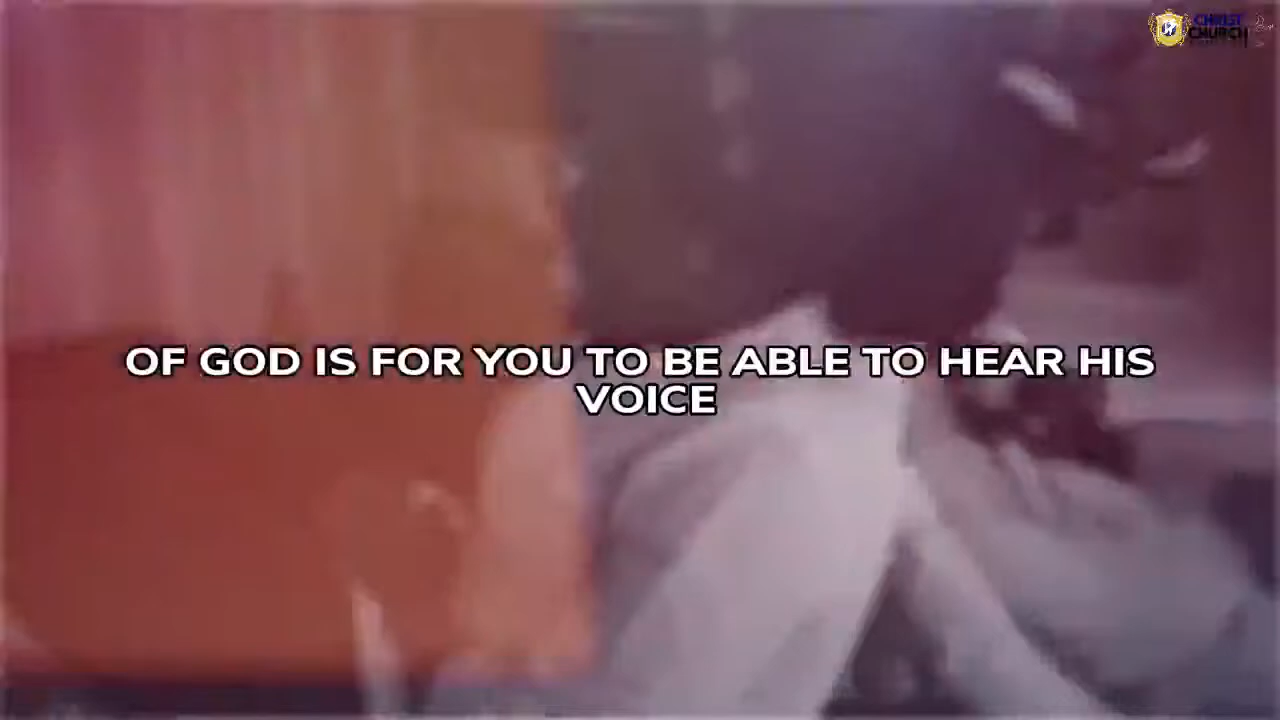 CHRIST
CHURCH
OF GOD IS FOR YOU TO BE ABLE TO HEAR HIS
VOICE